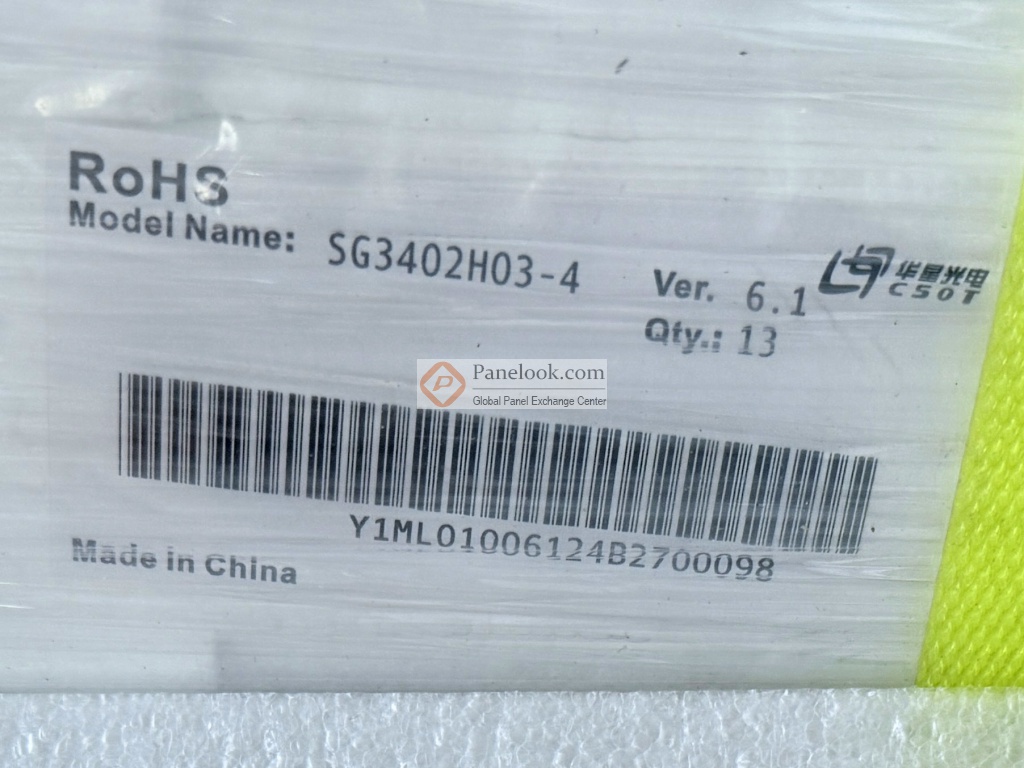 RoHS
Model Name: SG3402H03-4
Ver. 6.1
华星光电
CSOT
Qty.: 13
Panelook.com
Global Panel Exchange Center
Y1ML01006124B2700098
Made in China